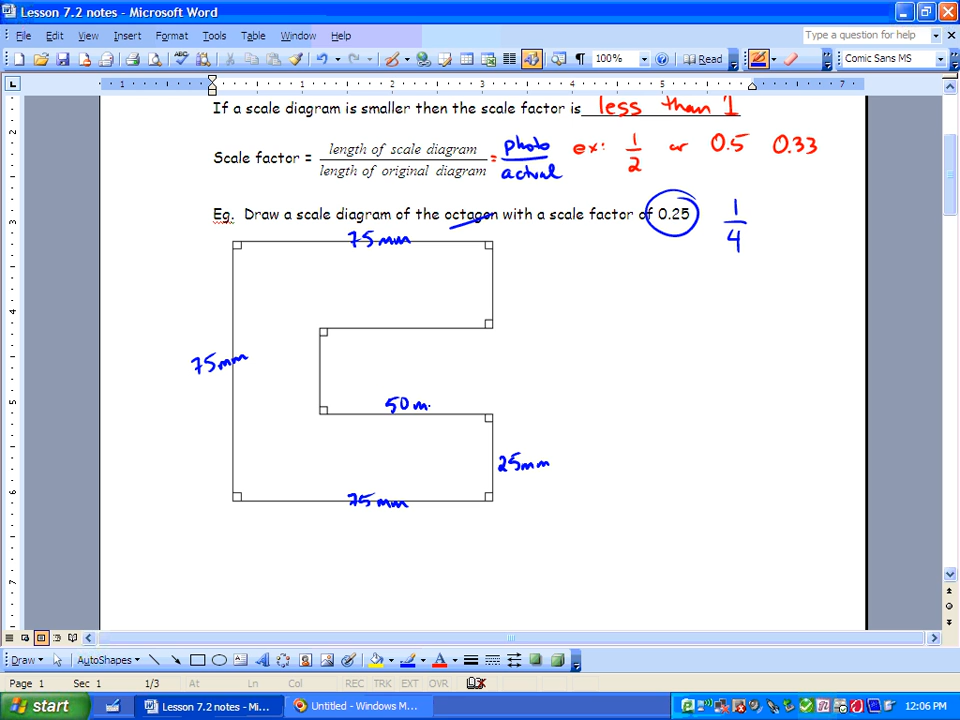 Lesson 7.2 notes - Microsoft Word
File Edit View Insert Format Tools Table Window Help Type a question for help
100% Read Comic Sans MS
If a scale diagram is smaller then the scale factor is less than 1
Scale factor = length of scale diagram / length of original diagram = photo / actual ex: 1/2 or 0.5 0.33
Eg. Draw a scale diagram of the octagon with a scale factor of 0.25 1/4
75mm
75mm
50 m
25mm
75mm
Draw AutoShapes
Page 1 Sec 1 1/3 At Ln Col REC TRK EXT OVR
start Lesson 7.2 notes - Mi... Untitled - Windows M... 12:06 PM